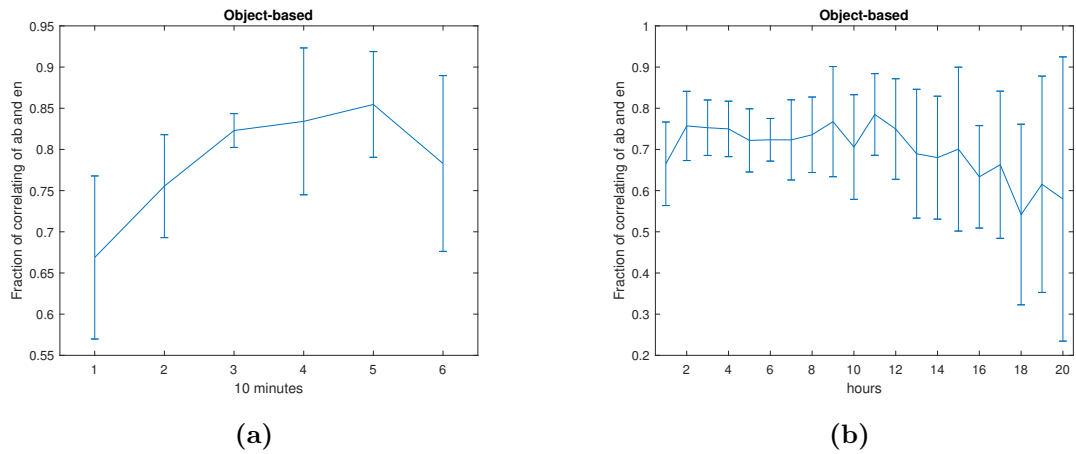 Object-based
0.95
0.9
0.85
0.8
0.75
0.7
0.65
0.6
0.55
Fraction of correlating of ab and en
1 2 3 4 5 6
10 minutes
(a)
Object-based
1
0.9
0.8
0.7
0.6
0.5
0.4
0.3
0.2
Fraction of correlating of ab and en
2 4 6 8 10 12 14 16 18 20
hours
(b)